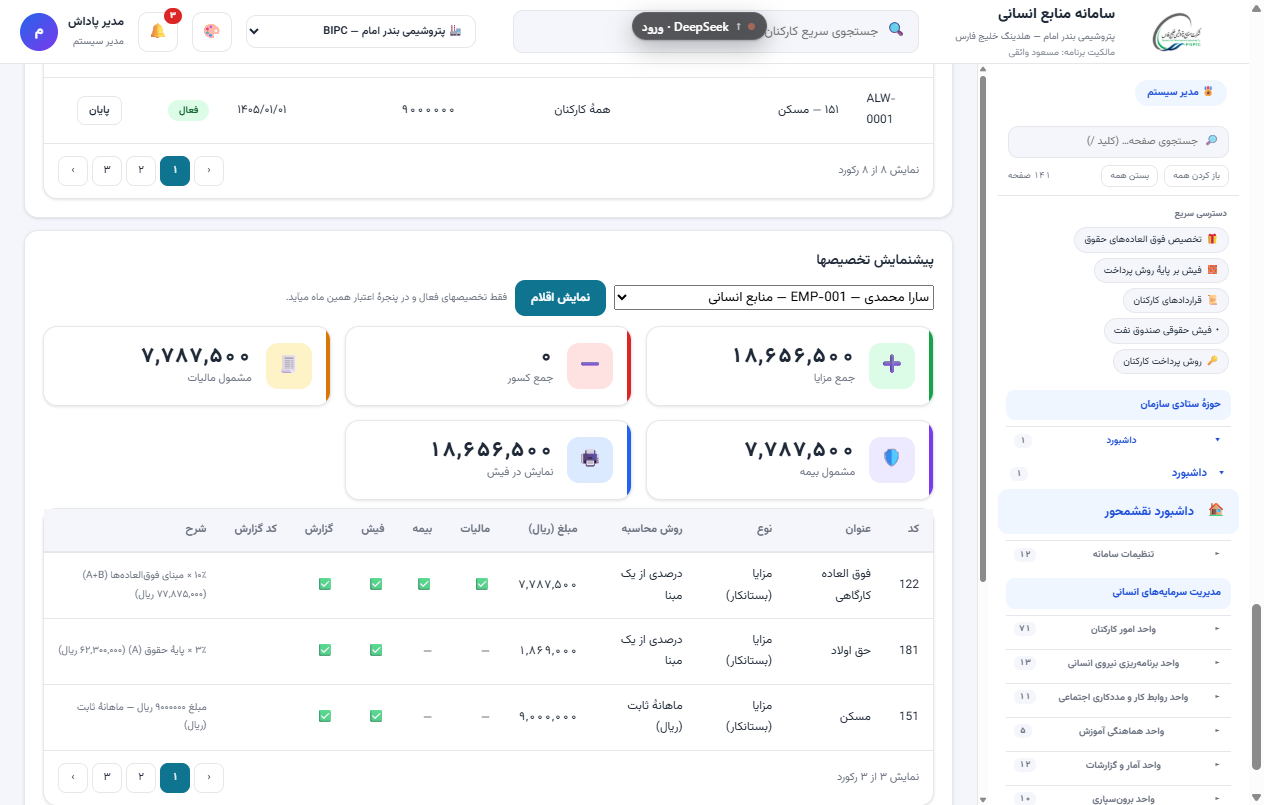 سامانه منابع انسانی
پتروشیمی بندر امام — هلدینگ خلیج فارس
مالکیت برنامه: مسعود واثقی
جستجوی سریع کارکنان
DeepSeek · ورود ↑
🏭 پتروشیمی بندر امام — BIPC
۳
مدیر پاداش
مدیر سیستم
م
مدیر سیستم
جستجوی صفحه... (کلید /)
باز کردن همه
بستن همه
۱۴۱ صفحه
دسترسی سریع
تخصیص فوق العاده‌های حقوق
فیش بر پایهٔ روش پرداخت
قراردادهای کارکنان
• فیش حقوقی صندوق نفت
روش پرداخت کارکنان
حوزهٔ ستادی سازمان
داشبورد ۱
داشبورد ۱
داشبورد نقشمحور
تنظیمات سامانه ۱۲
مدیریت سرمایه‌های انسانی
واحد امور کارکنان ۷۱
واحد برنامه‌ریزی نیروی انسانی ۱۳
واحد روابط کار و مددکاری اجتماعی ۱۱
واحد هماهنگی آموزش ۵
واحد آمار و گزارشات ۱۲
واحد برون‌سپاری ۱۰
ALW-
0001
۱۵۱ — مسکن
همهٔ کارکنان
۹۰۰۰۰۰۰
۱۴۰۵/۰۱/۰۱
فعال
پایان
نمایش ۸ از ۸ رکورد
‹ ۱ ۲ ۳ ›
پیشنمایش تخصیصها
سارا محمدی — EMP-001 — منابع انسانی
نمایش اقلام
فقط تخصیصهای فعال و در پنجرهٔ اعتبار همین ماه میآید.
۱۸,۶۵۶,۵۰۰
جمع مزایا
۰
جمع کسور
۷,۷۸۷,۵۰۰
مشمول مالیات
۷,۷۸۷,۵۰۰
مشمول بیمه
۱۸,۶۵۶,۵۰۰
نمایش در فیش
کد عنوان نوع روش محاسبه مبلغ (ریال) مالیات بیمه فیش گزارش کد گزارش شرح
122 فوق العاده کارگاهی مزایا (بستانکار) درصدی از یک مبنا ۷,۷۸۷,۵۰۰ ✅ ✅ ✅ ✅ ۱۰٪ × مبنای فوق‌العاده‌ها (A+B) (۷۷,۸۷۵,۰۰۰ ریال)
181 حق اولاد مزایا (بستانکار) درصدی از یک مبنا ۱,۸۶۹,۰۰۰ — — ✅ ✅ ۳٪ × پایهٔ حقوق (A) (۶۲,۳۰۰,۰۰۰ ریال)
151 مسکن مزایا (بستانکار) ماهانهٔ ثابت (ریال) ۹,۰۰۰,۰۰۰ — — ✅ ✅ مبلغ ۹۰۰۰۰۰۰ ریال — ماهانهٔ ثابت (ریال)
نمایش ۳ از ۳ رکورد
‹ ۱ ۲ ۳ ›